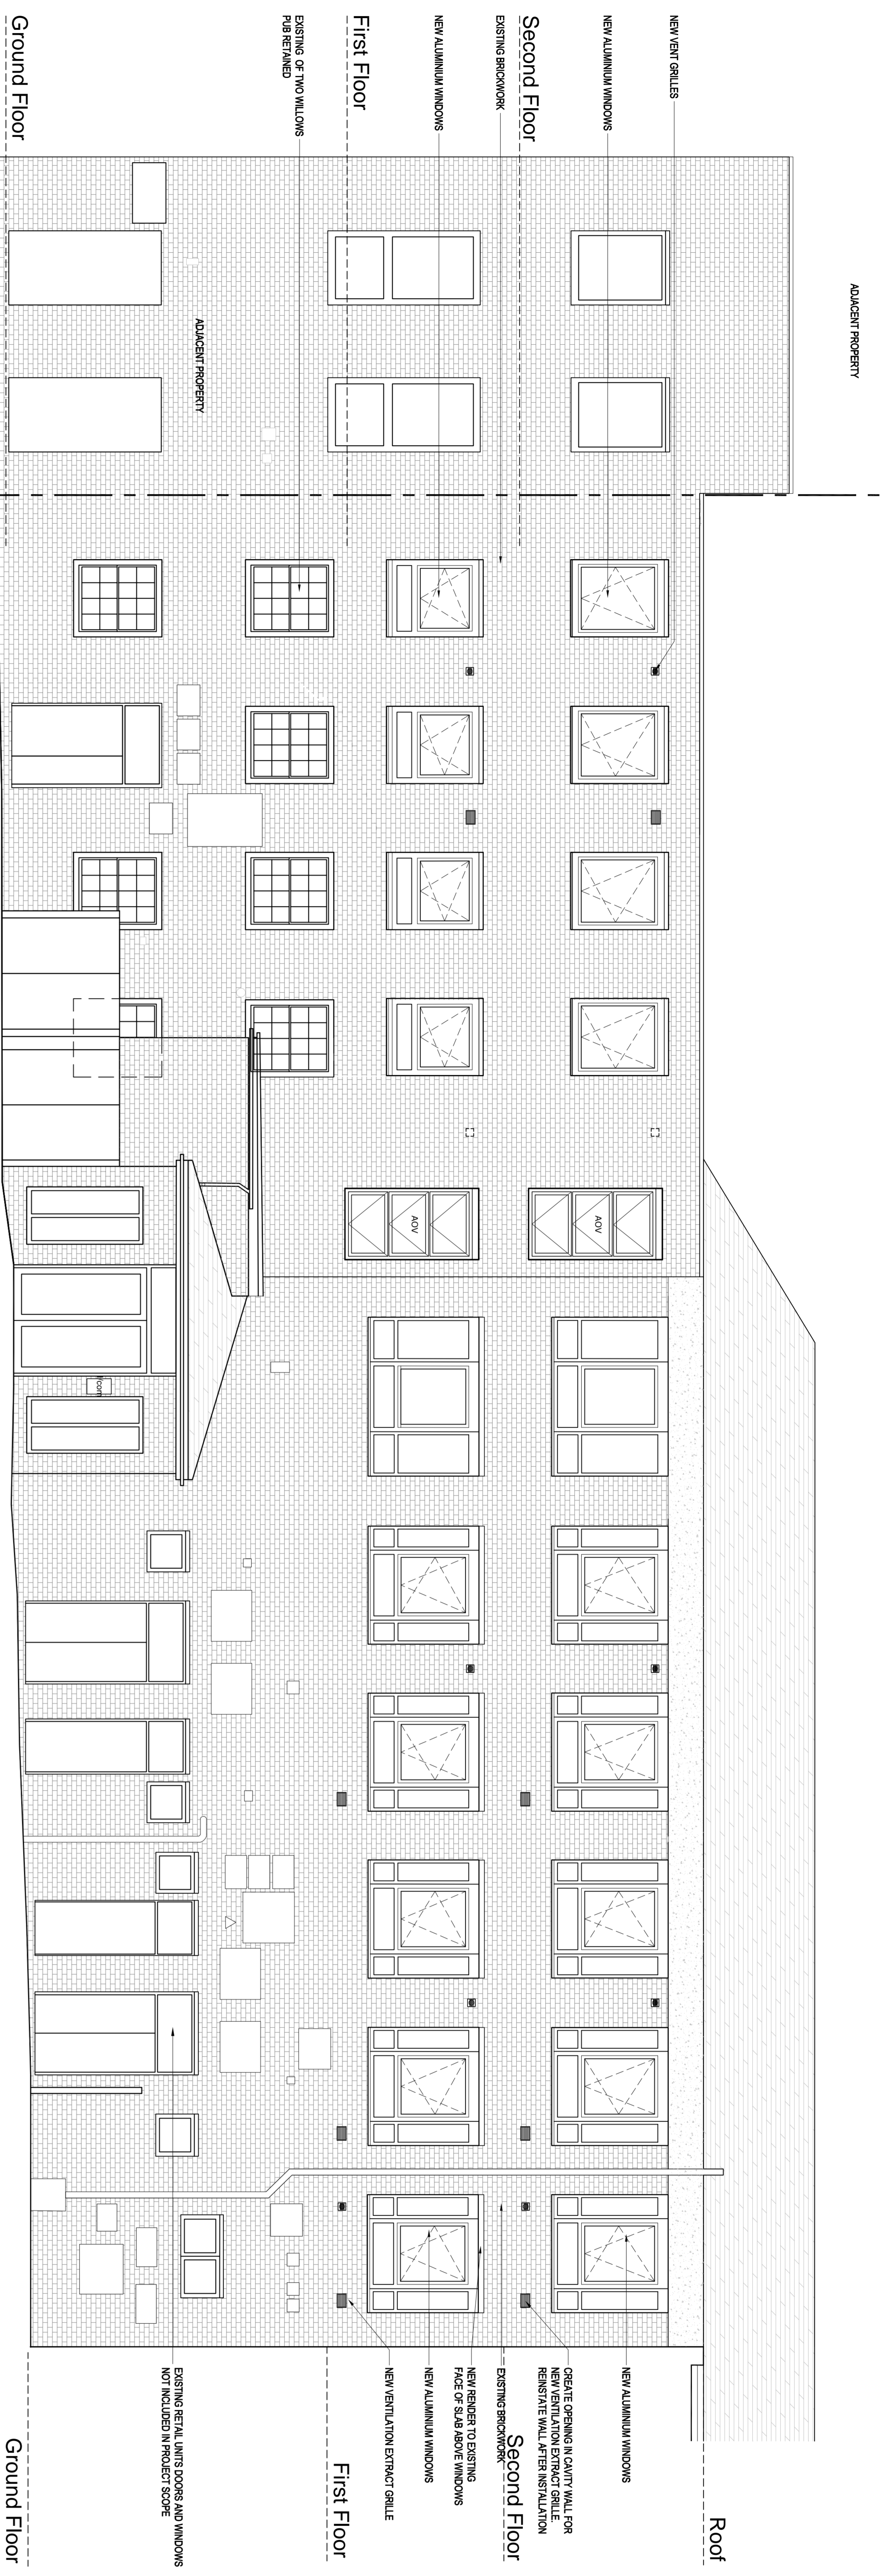 ADJACENT PROPERTY
NEW VENT GRILLES
NEW ALUMINIUM WINDOWS
Second Floor
EXISTING BRICKWORK
NEW ALUMINIUM WINDOWS
First Floor
EXISTING OF TWO WILLOWS
PUB RETAINED
Ground Floor
ADJACENT PROPERTY
AOV
AOV
Roof
NEW ALUMINIUM WINDOWS
CREATE OPENING IN CAVITY WALL FOR
NEW VENTILATION EXTRACT GRILLE.
REINSTATE WALL AFTER INSTALLATION
Second Floor
EXISTING BRICKWORK
NEW RENDER TO EXISTING
FACE OF SLAB ABOVE WINDOWS
NEW ALUMINIUM WINDOWS
NEW VENTILATION EXTRACT GRILLE
First Floor
EXISTING RETAIL UNITS DOORS AND WINDOWS
NOT INCLUDED IN PROJECT SCOPE
Ground Floor